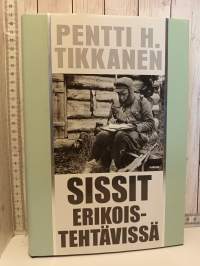 PENTTI H.
TIKKANEN
SISSIT
ERIKOIS-
TEHTÄVISSÄ